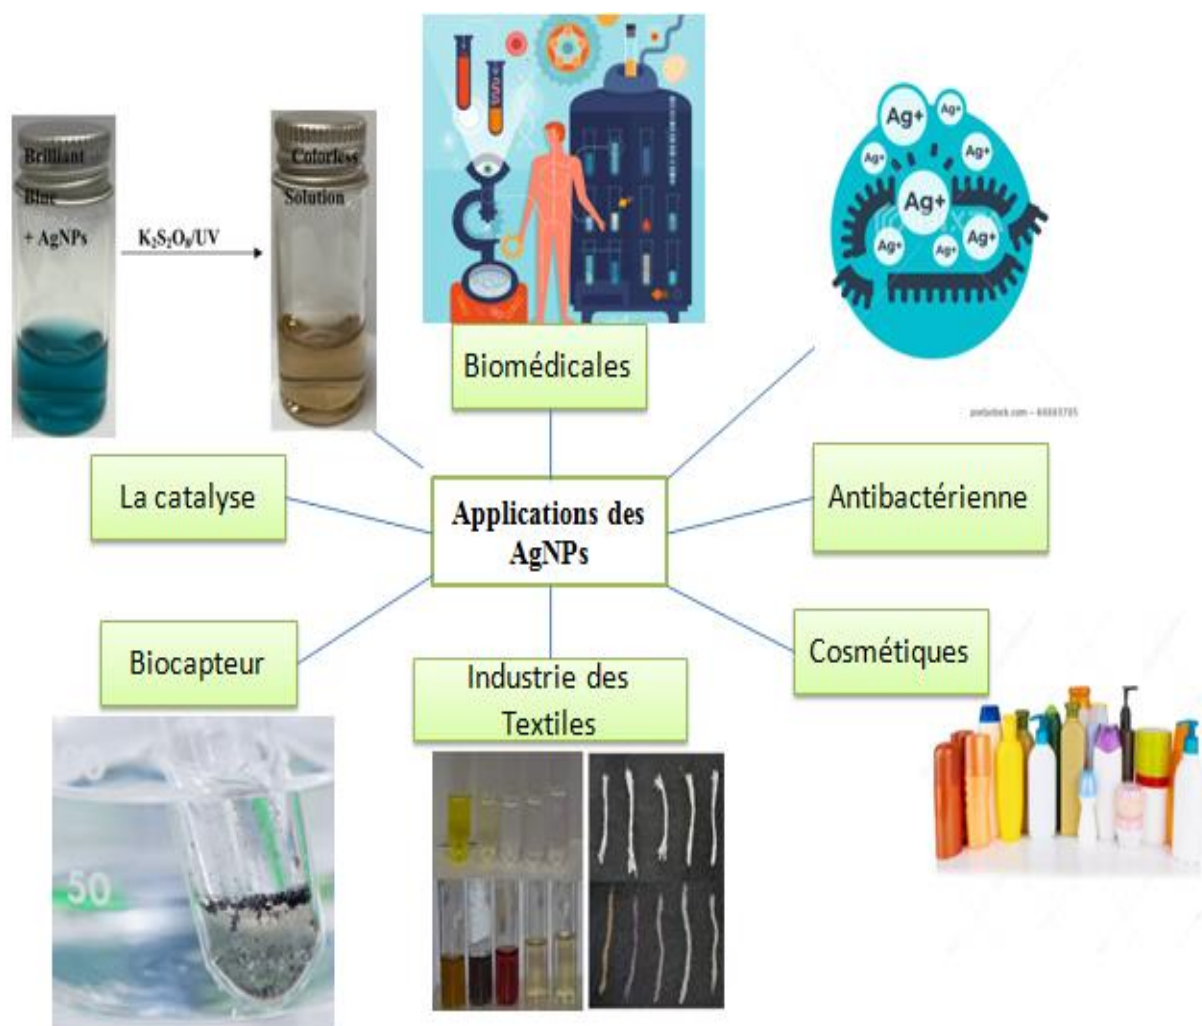 Brilliant
Blue
+ AgNPs
K₂S₂O₈/UV
Colorless
Solution
Ag+
Ag+
Ag+
Ag+
Ag+
Ag+
Ag+
Ag+
Biomédicales
La catalyse
Applications des
AgNPs
Antibactérienne
Biocapteur
Industrie des
Textiles
Cosmétiques
50